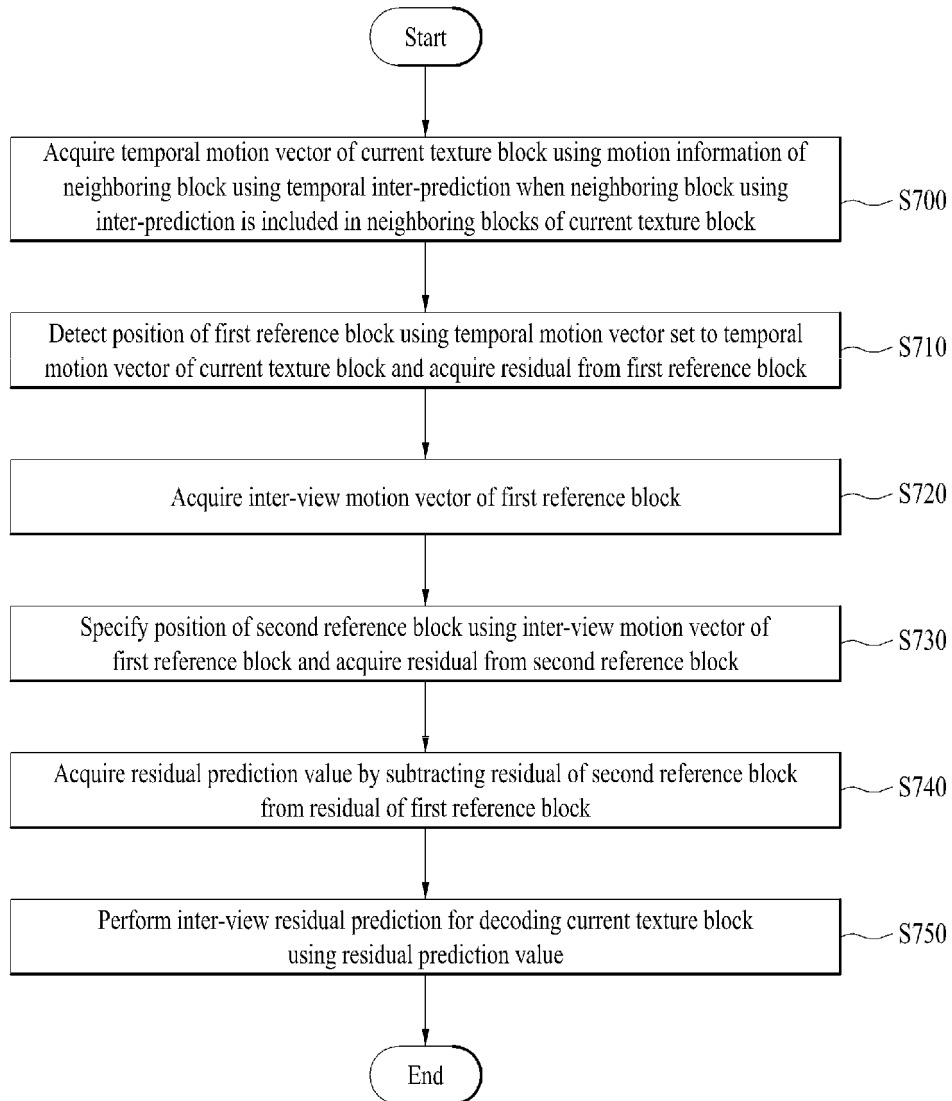 Start
Acquire temporal motion vector of current texture block using motion information of
neighboring block using temporal inter-prediction when neighboring block using
inter-prediction is included in neighboring blocks of current texture block
S700
Detect position of first reference block using temporal motion vector set to temporal
motion vector of current texture block and acquire residual from first reference block
S710
Acquire inter-view motion vector of first reference block
S720
Specify position of second reference block using inter-view motion vector of
first reference block and acquire residual from second reference block
S730
Acquire residual prediction value by subtracting residual of second reference block
from residual of first reference block
S740
Perform inter-view residual prediction for decoding current texture block
using residual prediction value
S750
End